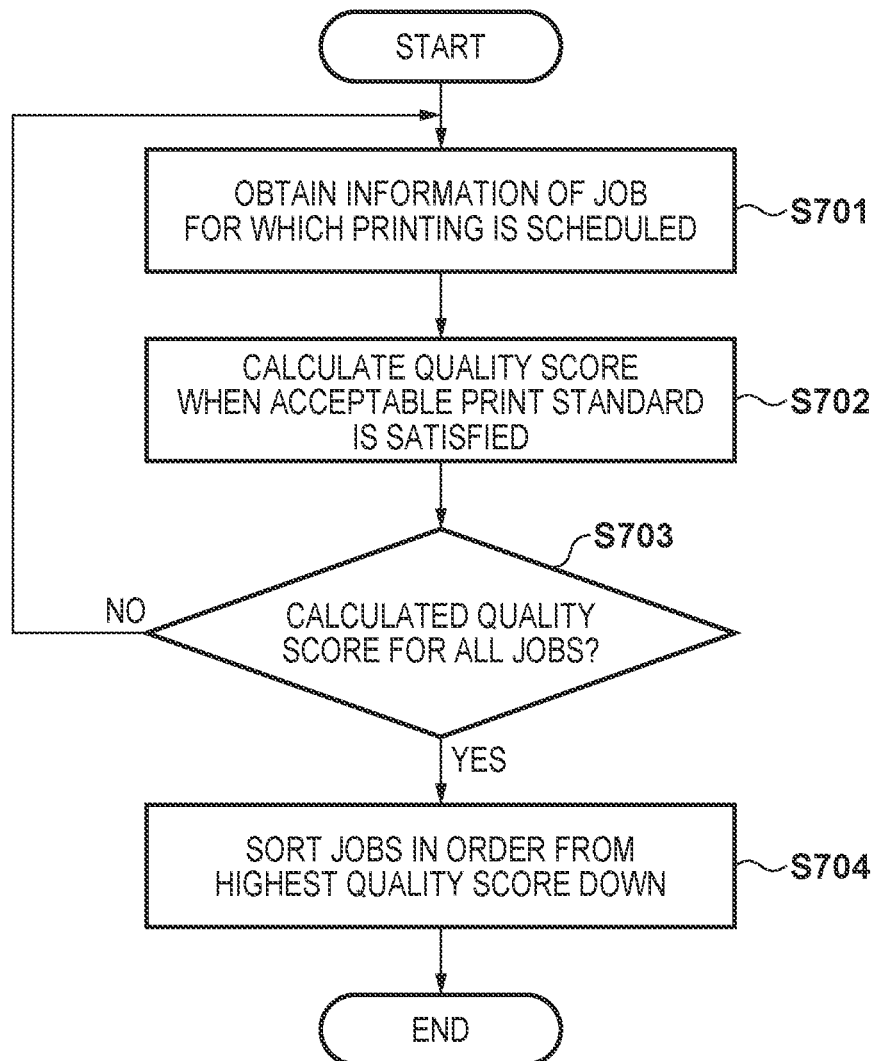 START
OBTAIN INFORMATION OF JOB
FOR WHICH PRINTING IS SCHEDULED
S701
CALCULATE QUALITY SCORE
WHEN ACCEPTABLE PRINT STANDARD
IS SATISFIED
S702
S703
NO
CALCULATED QUALITY
SCORE FOR ALL JOBS?
YES
SORT JOBS IN ORDER FROM
HIGHEST QUALITY SCORE DOWN
S704
END